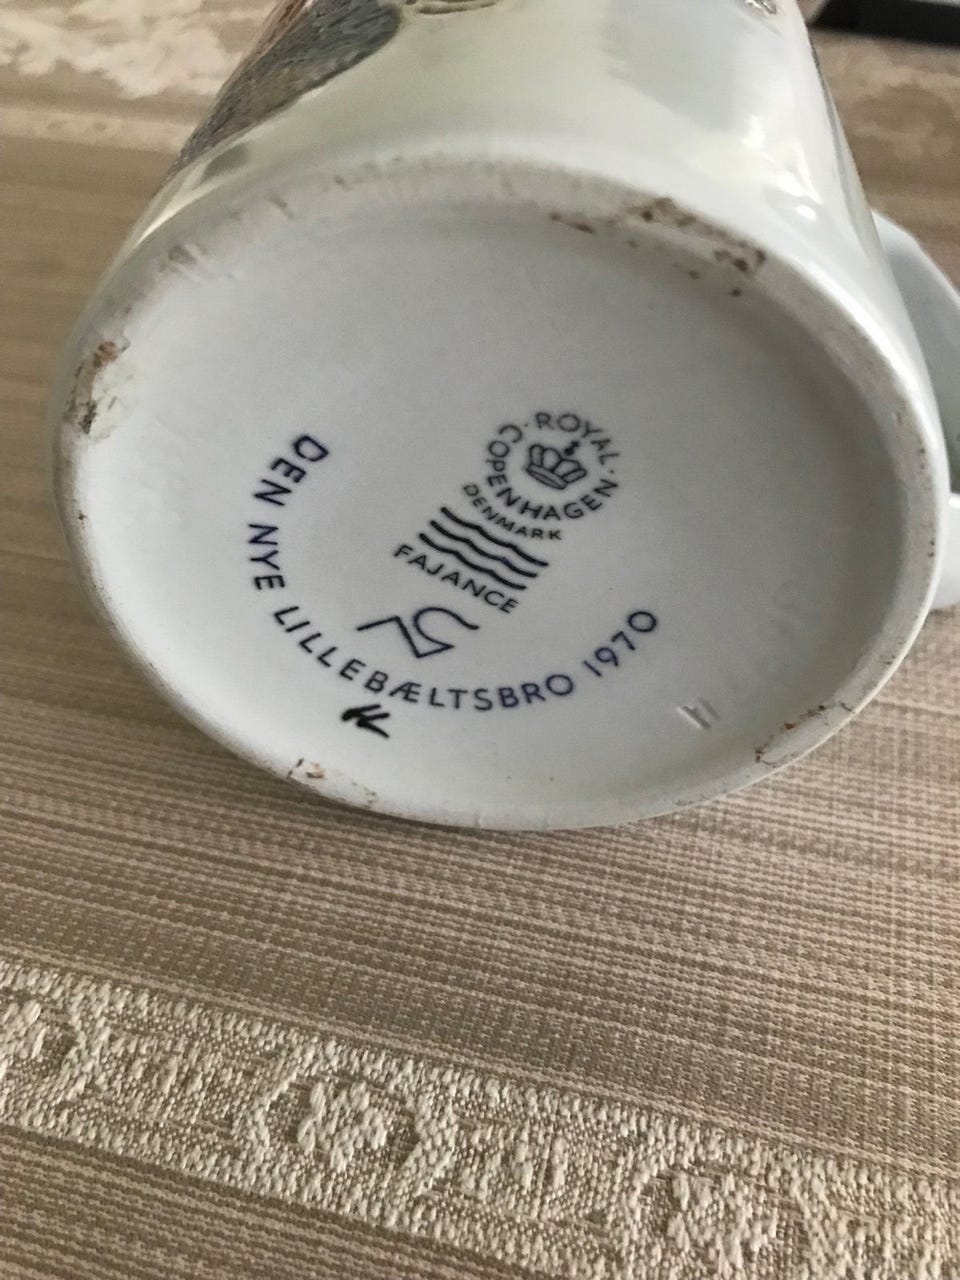 ROYAL · COPENHAGEN ·
DENMARK
FAJANCE
DEN NYE LILLEBÆLTSBRO 1970